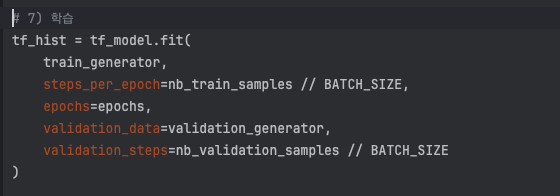 # 7) 학습
tf_hist = tf_model.fit(
    train_generator,
    steps_per_epoch=nb_train_samples // BATCH_SIZE,
    epochs=epochs,
    validation_data=validation_generator,
    validation_steps=nb_validation_samples // BATCH_SIZE
)